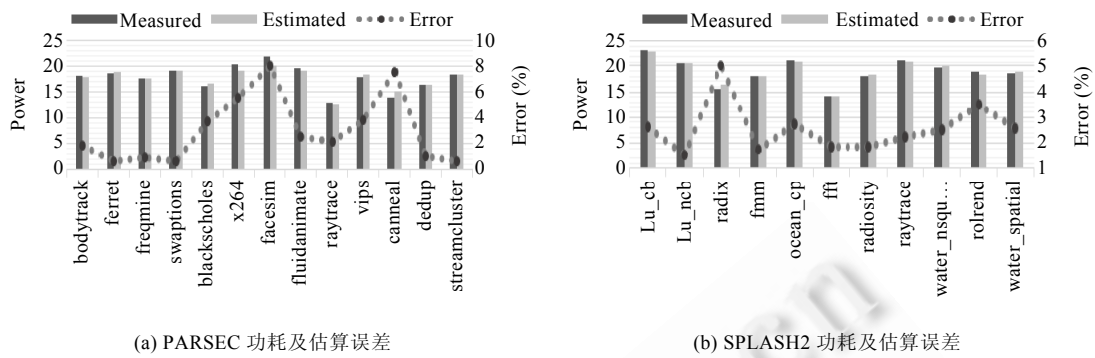 Measured Estimated Error
25
20
15
10
5
0
Power
10
8
6
4
2
0
Error (%)
bodytrack
ferret
freqmine
swaptions
blackscholes
x264
facesim
fluidanimate
raytrace
vips
canneal
dedup
streamcluster
(a) PARSEC 功耗及估算误差
Measured Estimated Error
25
20
15
10
5
0
Power
6
5
4
3
2
1
Error (%)
Lu_cb
Lu_ncb
radix
fmm
ocean_cp
fft
radiosity
raytrace
water_nsqu…
rolrend
water_spatial
(b) SPLASH2 功耗及估算误差